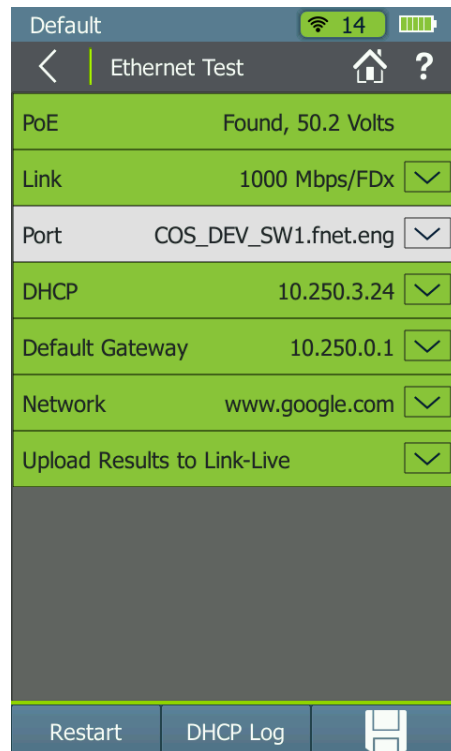 Default 14
Ethernet Test ?
PoE Found, 50.2 Volts
Link 1000 Mbps/FDx
Port COS_DEV_SW1.fnet.eng
DHCP 10.250.3.24
Default Gateway 10.250.0.1
Network www.google.com
Upload Results to Link-Live
Restart DHCP Log